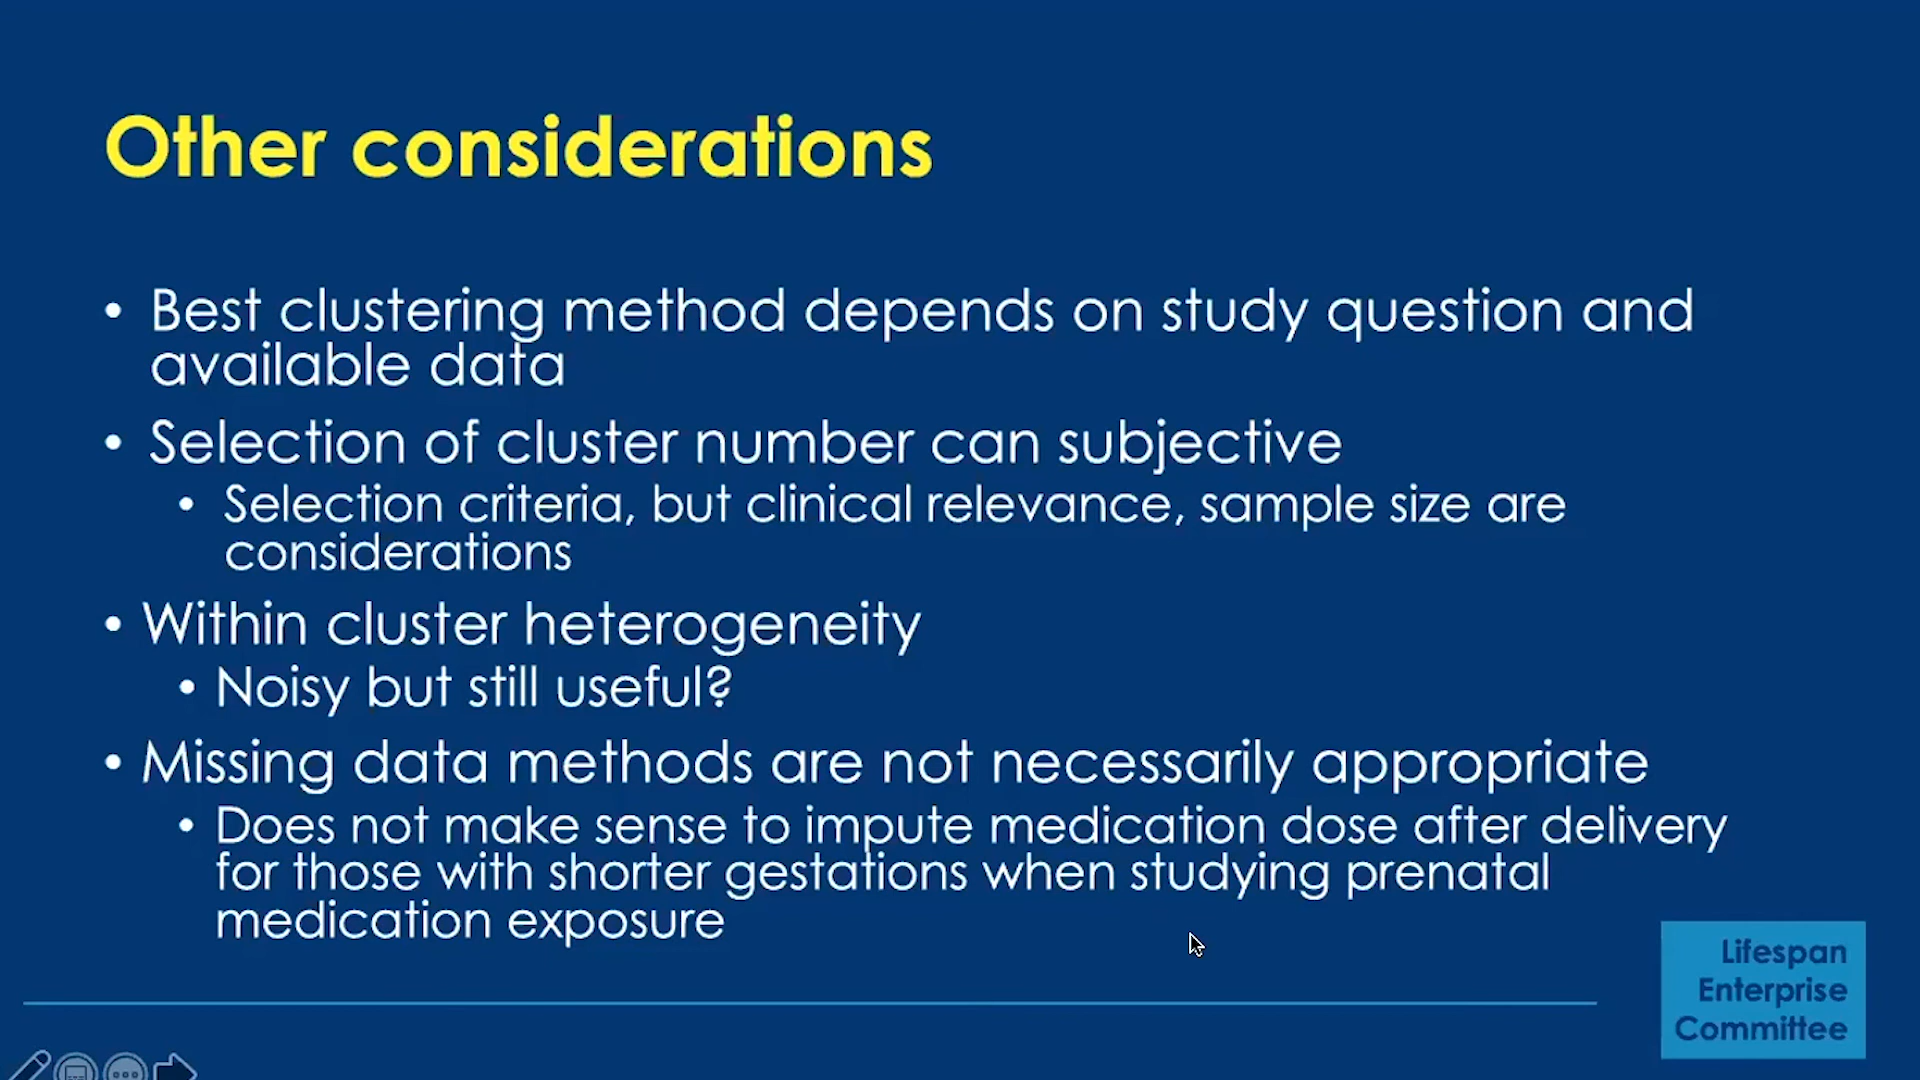 Other considerations
• Best clustering method depends on study question and
available data
• Selection of cluster number can subjective
• Selection criteria, but clinical relevance, sample size are
considerations
• Within cluster heterogeneity
• Noisy but still useful?
• Missing data methods are not necessarily appropriate
• Does not make sense to impute medication dose after delivery
for those with shorter gestations when studying prenatal
medication exposure
Lifespan
Enterprise
Committee